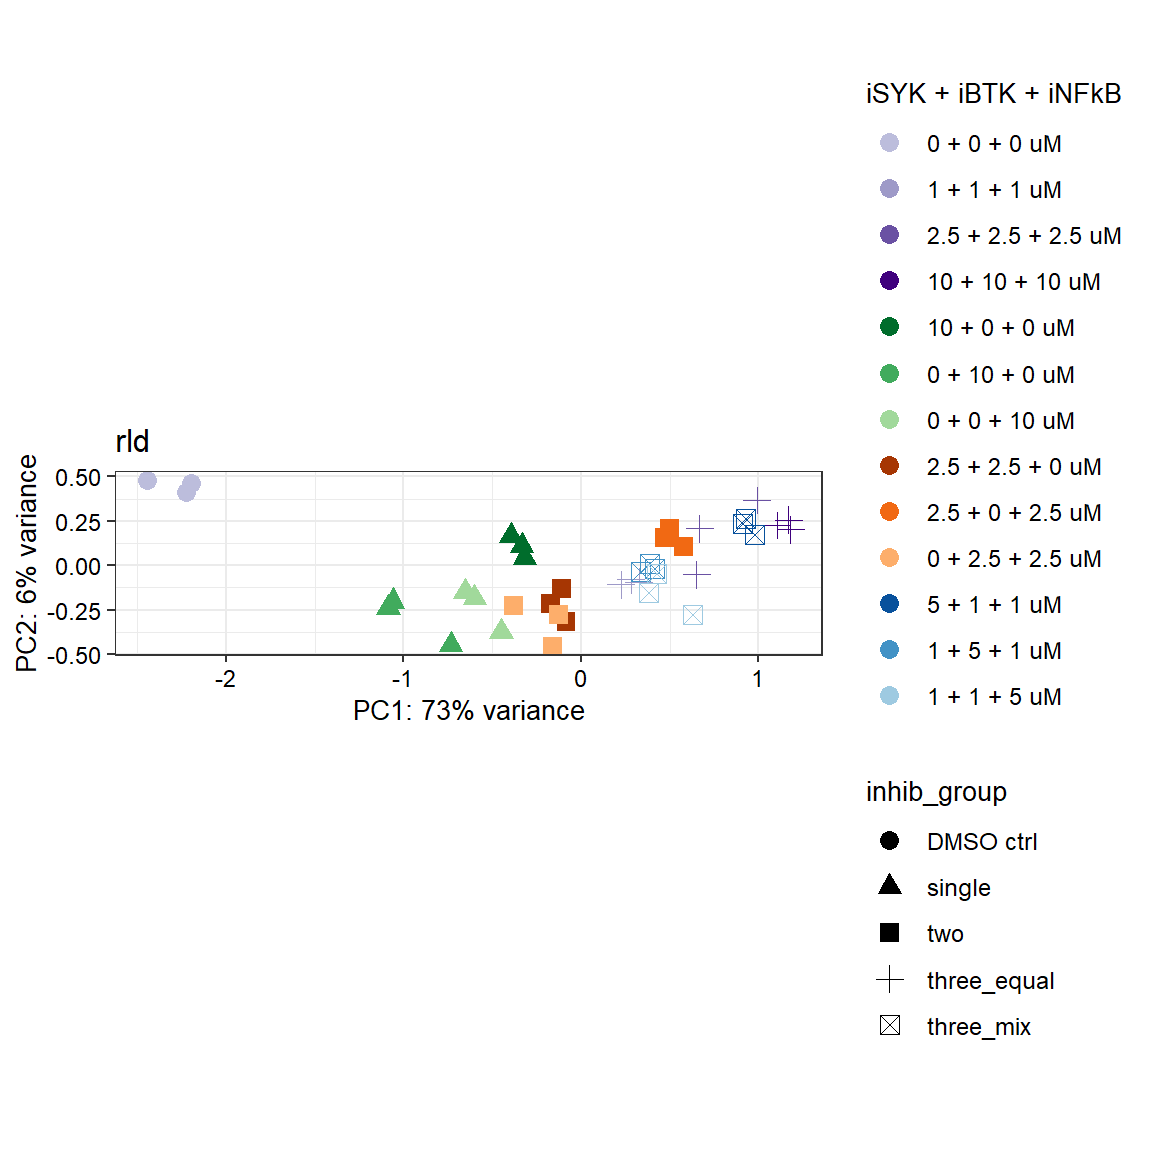 iSYK + iBTK + iNFkB
0 + 0 + 0 uM
1 + 1 + 1 uM
2.5 + 2.5 + 2.5 uM
10 + 10 + 10 uM
10 + 0 + 0 uM
0 + 10 + 0 uM
0 + 0 + 10 uM
2.5 + 2.5 + 0 uM
2.5 + 0 + 2.5 uM
0 + 2.5 + 2.5 uM
5 + 1 + 1 uM
1 + 5 + 1 uM
1 + 1 + 5 uM
rld
PC2: 6% variance
0.50
0.25
0.00
-0.25
-0.50
-2
-1
0
1
PC1: 73% variance
inhib_group
DMSO ctrl
single
two
three_equal
three_mix